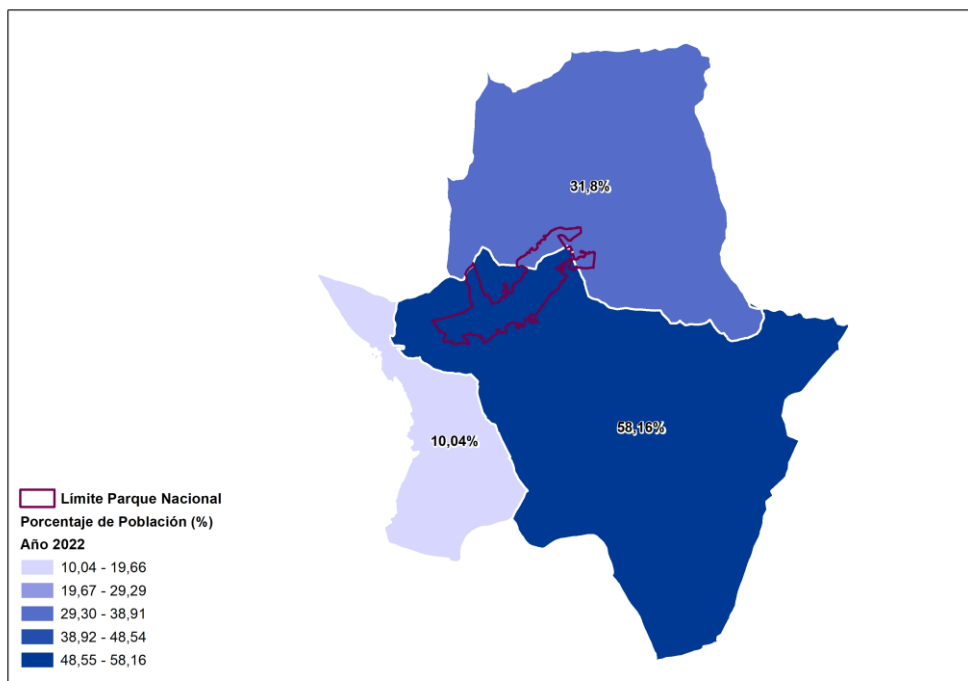 31,8%
10,04%
58,16%
Límite Parque Nacional
Porcentaje de Población (%)
Año 2022
10,04 - 19,66
19,67 - 29,29
29,30 - 38,91
38,92 - 48,54
48,55 - 58,16